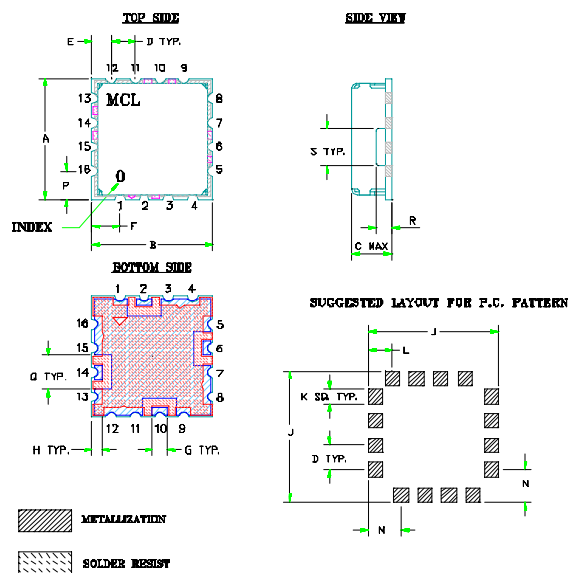 TOP SIDE
SIDE VIEW
E
D TYP.
12 11 10 9
13
14
15
16
MCL
8
7
6
5
A
P
0
1 2 3 4
INDEX
F
B
S TYP.
R
C MAX
BOTTOM SIDE
1 2 3 4
16
15
14
13
5
6
7
8
12 11 10 9
Q TYP.
H TYP.
G TYP.
SUGGESTED LAYOUT FOR P.C. PATTERN
J
L
K SQ TYP.
J
D TYP.
N
N
METALLIZATION
SOLDER RESIST